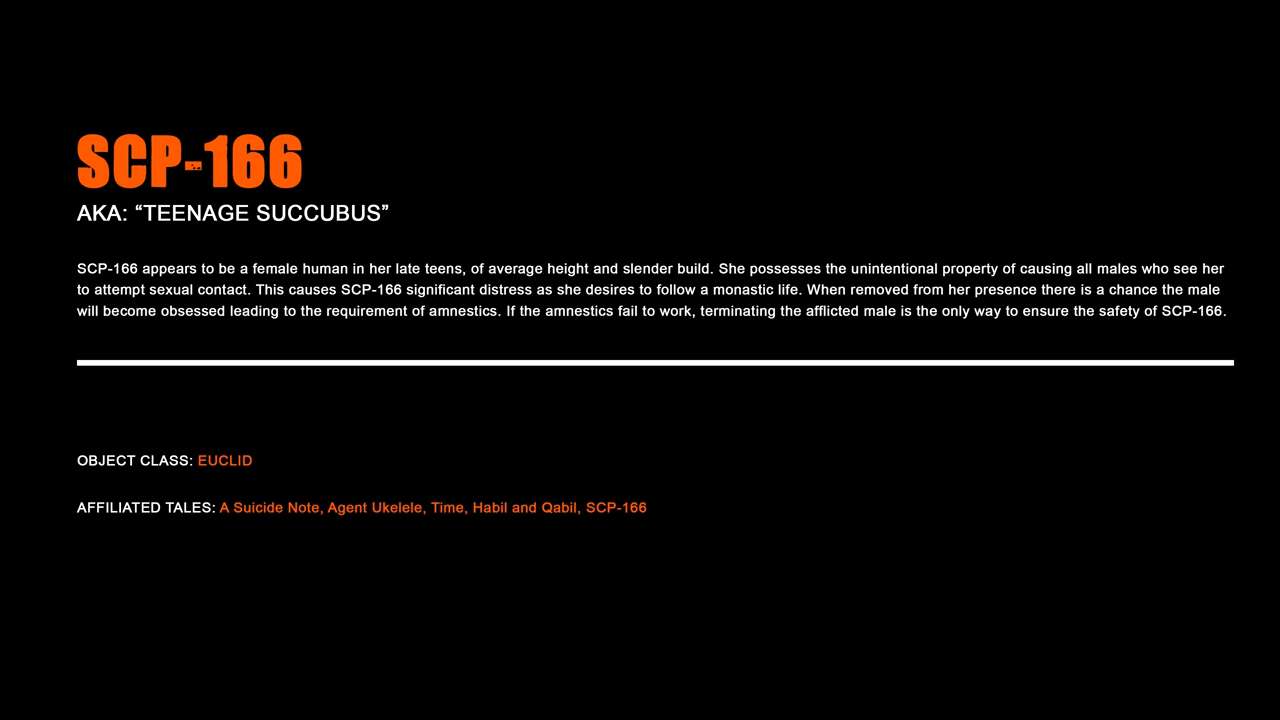 SCP-166
AKA: “TEENAGE SUCCUBUS”
SCP-166 appears to be a female human in her late teens, of average height and slender build. She possesses the unintentional property of causing all males who see her
to attempt sexual contact. This causes SCP-166 significant distress as she desires to follow a monastic life. When removed from her presence there is a chance the male
will become obsessed leading to the requirement of amnestics. If the amnestics fail to work, terminating the afflicted male is the only way to ensure the safety of SCP-166.
OBJECT CLASS: EUCLID
AFFILIATED TALES: A Suicide Note, Agent Ukelele, Time, Habil and Qabil, SCP-166